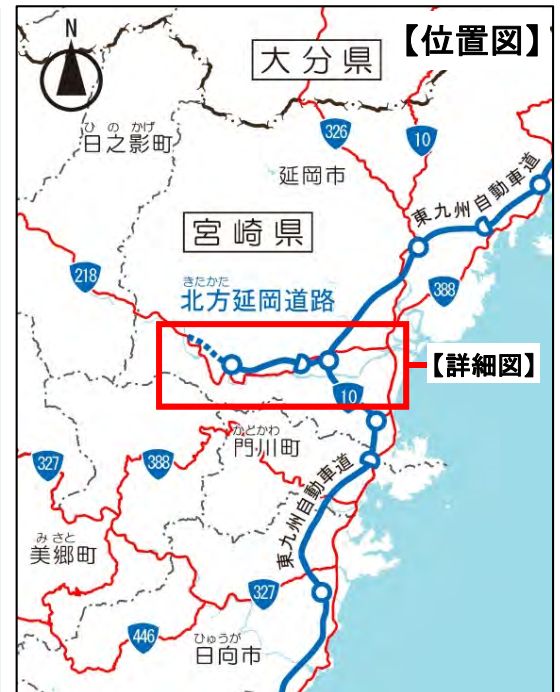 【位置図】
N
大分県
ひのかげ
日之影町
326
10
延岡市
東九州自動車道
宮崎県
218
きたかた
北方延岡道路
388
【詳細図】
10
かどかわ
門川町
327
388
東九州自動車道
みさと
美郷町
327
446
ひゅうが
日向市